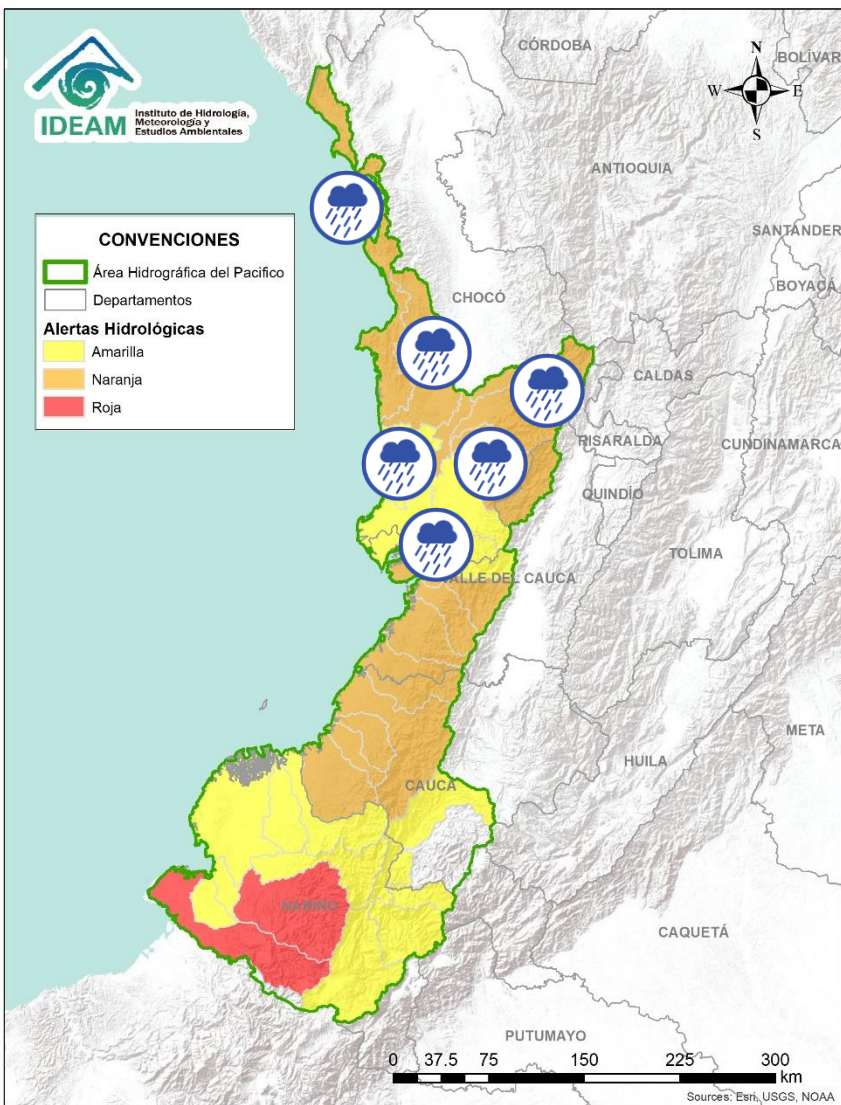 IDEAM
Instituto de Hidrología,
Meteorología y
Estudios Ambientales
CÓRDOBA
BOLÍVAR
N
W
E
S
ANTIOQUIA
SANTANDER
BOYACÁ
CONVENCIONES
Área Hidrográfica del Pacifico
Departamentos
Alertas Hidrológicas
Amarilla
Naranja
Roja
CHOCÓ
CALDAS
RISARALDA
CUNDINAMARCA
QUINDÍO
TOLIMA
VALLE DEL CAUCA
META
HUILA
CAUCA
NARIÑO
CAQUETÁ
PUTUMAYO
0 37.5 75 150 225 300
km
Sources: Esri, USGS, NOAA